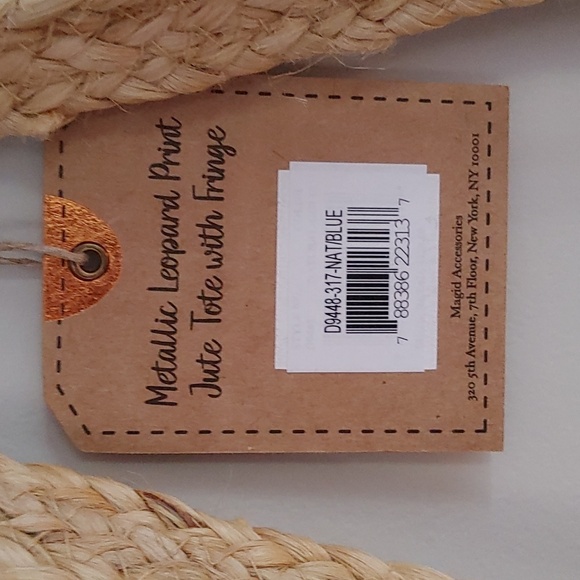 Metallic Leopard Print
Jute Tote with Fringe
D9448-317-NAT/BLUE
7 88386 22313 7
Magid Accessories
320 5th Avenue, 7th Floor, New York, NY 10001